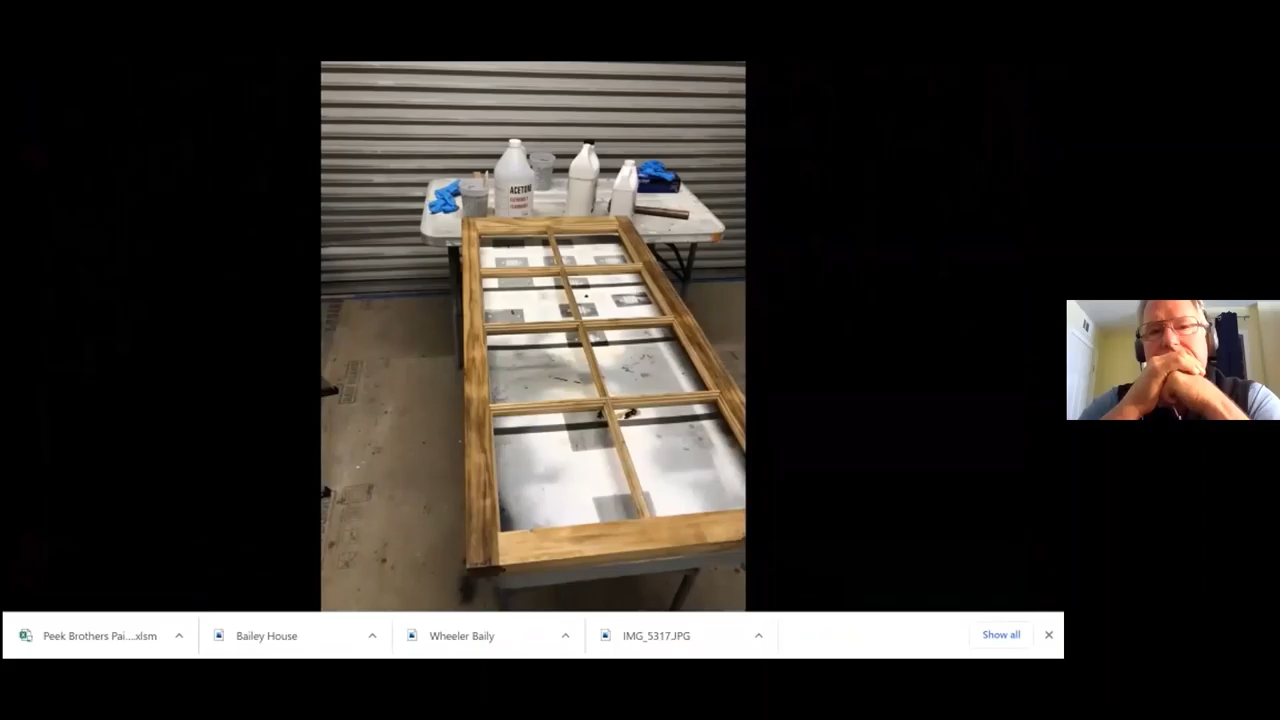 ACETONE
Peek Brothers Pai....xlsm
Bailey House
Wheeler Baily
IMG_5317.JPG
Show all